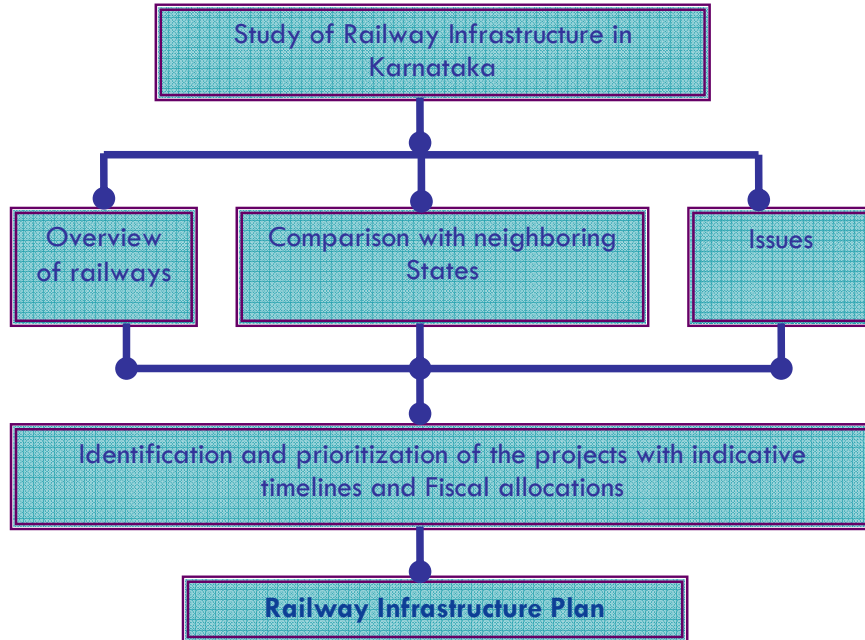 Study of Railway Infrastructure in
Karnataka
Overview
of railways
Comparison with neighboring
States
Issues
Identification and prioritization of the projects with indicative
timelines and Fiscal allocations
Railway Infrastructure Plan